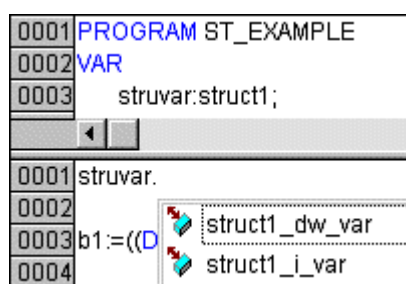 0001 PROGRAM ST_EXAMPLE
0002 VAR
0003 struvar:struct1;
0001 struvar.
0002
struct1_dw_var
0003 b1:=((D
struct1_i_var
0004